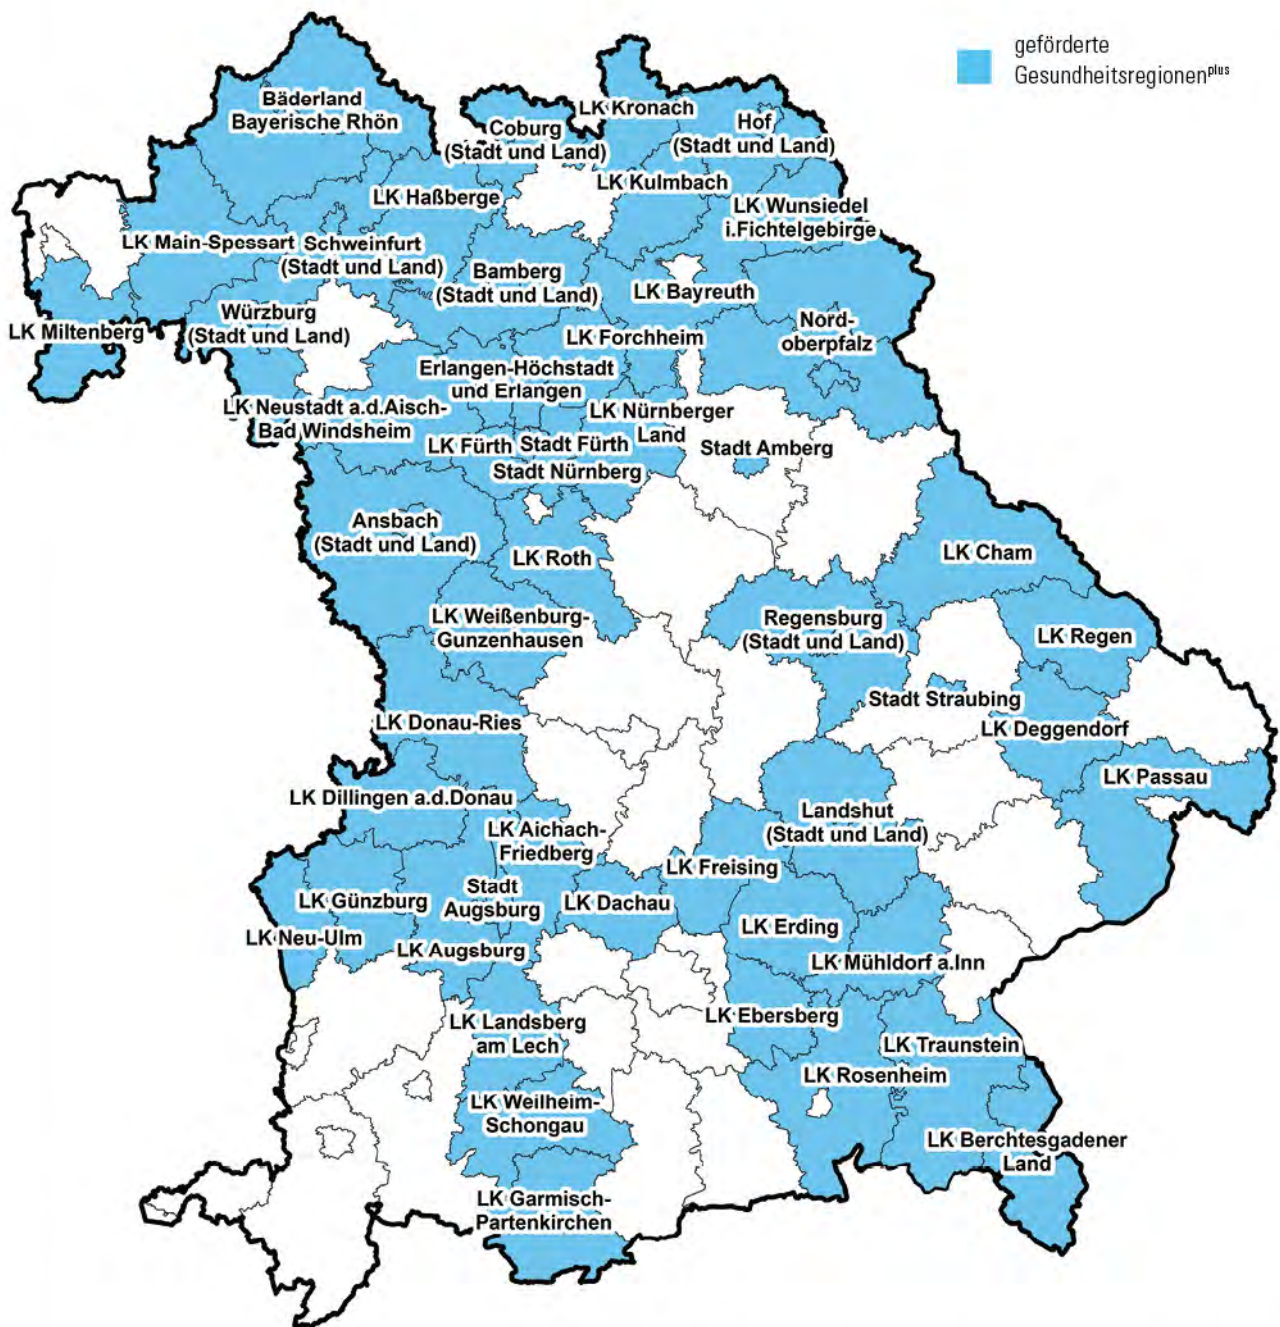 geförderte
Gesundheitsregionenplus
Bäderland
Bayerische Rhön
Coburg
(Stadt und Land)
LK Kronach
Hof
(Stadt und Land)
LK Haßberge
LK Kulmbach
LK Wunsiedel
i.Fichtelgebirge
LK Main-Spessart
Schweinfurt
(Stadt und Land)
Bamberg
(Stadt und Land)
LK Bayreuth
LK Miltenberg
Würzburg
(Stadt und Land)
LK Forchheim
Nord-
oberpfalz
Erlangen-Höchstadt
und Erlangen
LK Neustadt a.d.Aisch-
Bad Windsheim
LK Nürnberger
Land
LK Fürth
Stadt Fürth
Stadt Amberg
Stadt Nürnberg
Ansbach
(Stadt und Land)
LK Roth
LK Cham
LK Weißenburg-
Gunzenhausen
Regensburg
(Stadt und Land)
LK Regen
Stadt Straubing
LK Donau-Ries
LK Deggendorf
LK Passau
LK Dillingen a.d.Donau
LK Aichach-
Friedberg
Landshut
(Stadt und Land)
LK Freising
LK Günzburg
Stadt
Augsburg
LK Dachau
LK Erding
LK Neu-Ulm
LK Augsburg
LK Mühldorf a.Inn
LK Landsberg
am Lech
LK Ebersberg
LK Traunstein
LK Rosenheim
LK Weilheim-
Schongau
LK Berchtesgadener
Land
LK Garmisch-
Partenkirchen